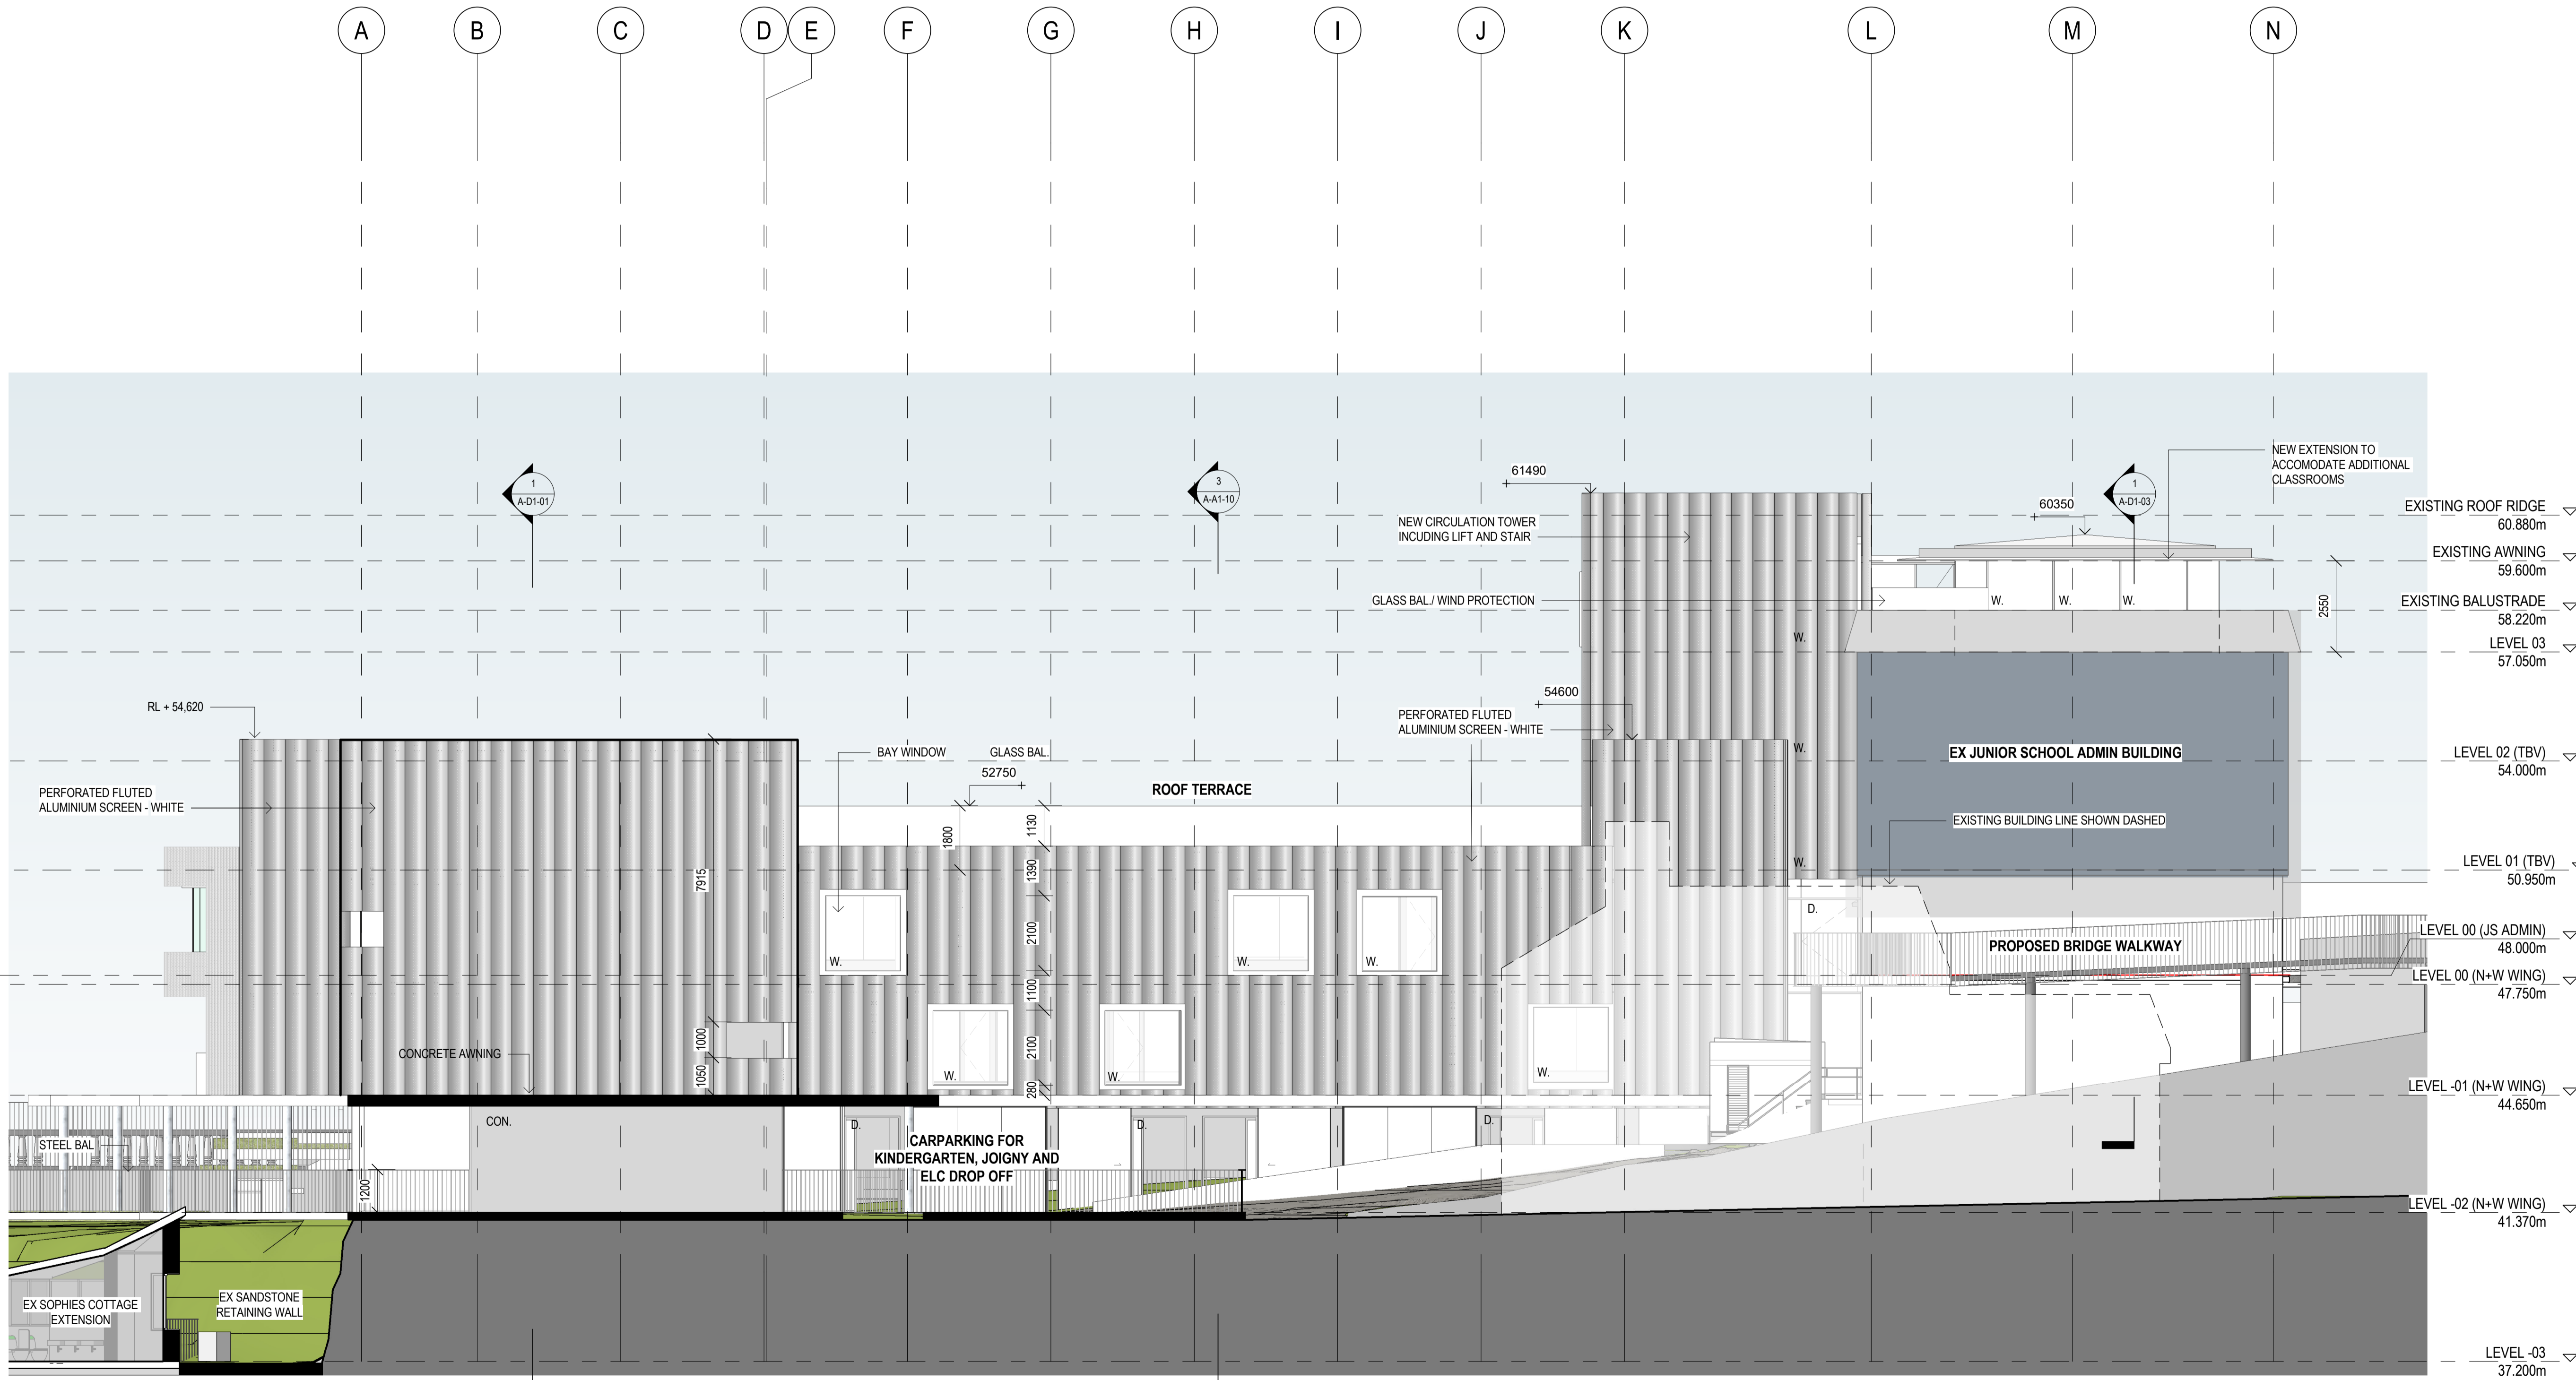 A
B
C
D
E
F
G
H
I
J
K
L
M
N
1
A-D1-01
3
A-A1-10
61490
NEW CIRCULATION TOWER
INCUDING LIFT AND STAIR
60350
1
A-D1-03
NEW EXTENSION TO
ACCOMODATE ADDITIONAL
CLASSROOMS
EXISTING ROOF RIDGE
60.880m
EXISTING AWNING
59.600m
GLASS BAL./ WIND PROTECTION
W.
W.
W.
2550
EXISTING BALUSTRADE
58.220m
W.
LEVEL 03
57.050m
RL + 54,620
54600
PERFORATED FLUTED
ALUMINIUM SCREEN - WHITE
W.
EX JUNIOR SCHOOL ADMIN BUILDING
LEVEL 02 (TBV)
54.000m
PERFORATED FLUTED
ALUMINIUM SCREEN - WHITE
BAY WINDOW
GLASS BAL.
52750
ROOF TERRACE
1800
1130
1390
EXISTING BUILDING LINE SHOWN DASHED
7915
W.
LEVEL 01 (TBV)
50.950m
D.
2100
W.
W.
W.
PROPOSED BRIDGE WALKWAY
LEVEL 00 (JS ADMIN)
48.000m
LEVEL 00 (N+W WING)
47.750m
1100
1000
2100
CONCRETE AWNING
1050
280
W.
W.
W.
LEVEL -01 (N+W WING)
44.650m
CON.
D.
D.
D.
CARPARKING FOR
KINDERGARTEN, JOIGNY AND
ELC DROP OFF
STEEL BAL
1200
LEVEL -02 (N+W WING)
41.370m
EX SOPHIES COTTAGE
EXTENSION
EX SANDSTONE
RETAINING WALL
LEVEL -03
37.200m